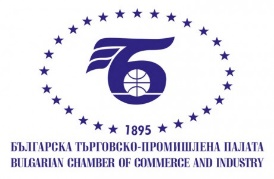 1895
БЪЛГАРСКА ТЪРГОВСКО-ПРОМИШЛЕНА ПАЛАТА
BULGARIAN CHAMBER OF COMMERCE AND INDUSTRY